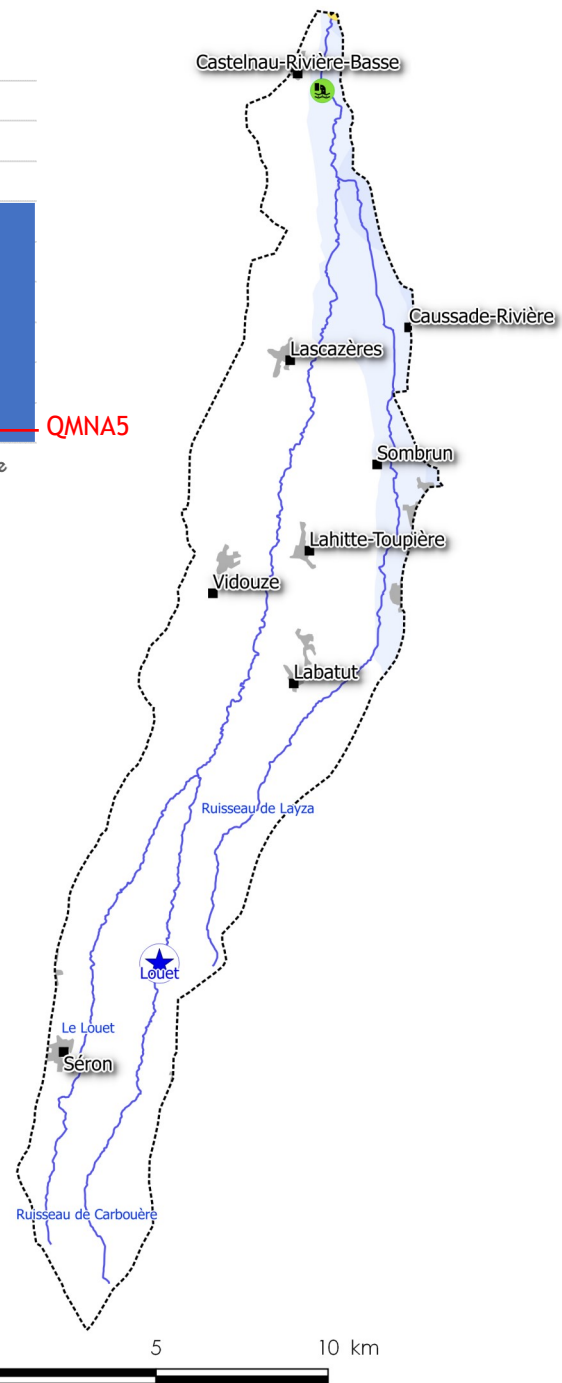 Castelnau-Rivière-Basse
Caussade-Rivière
Lascazères
QMNA5
Sombrun
Lahitte-Toupière
Vidouze
Labatut
Ruisseau de Layza
Louet
Le Louet
Séron
Ruisseau de Carbouère
5 10 km